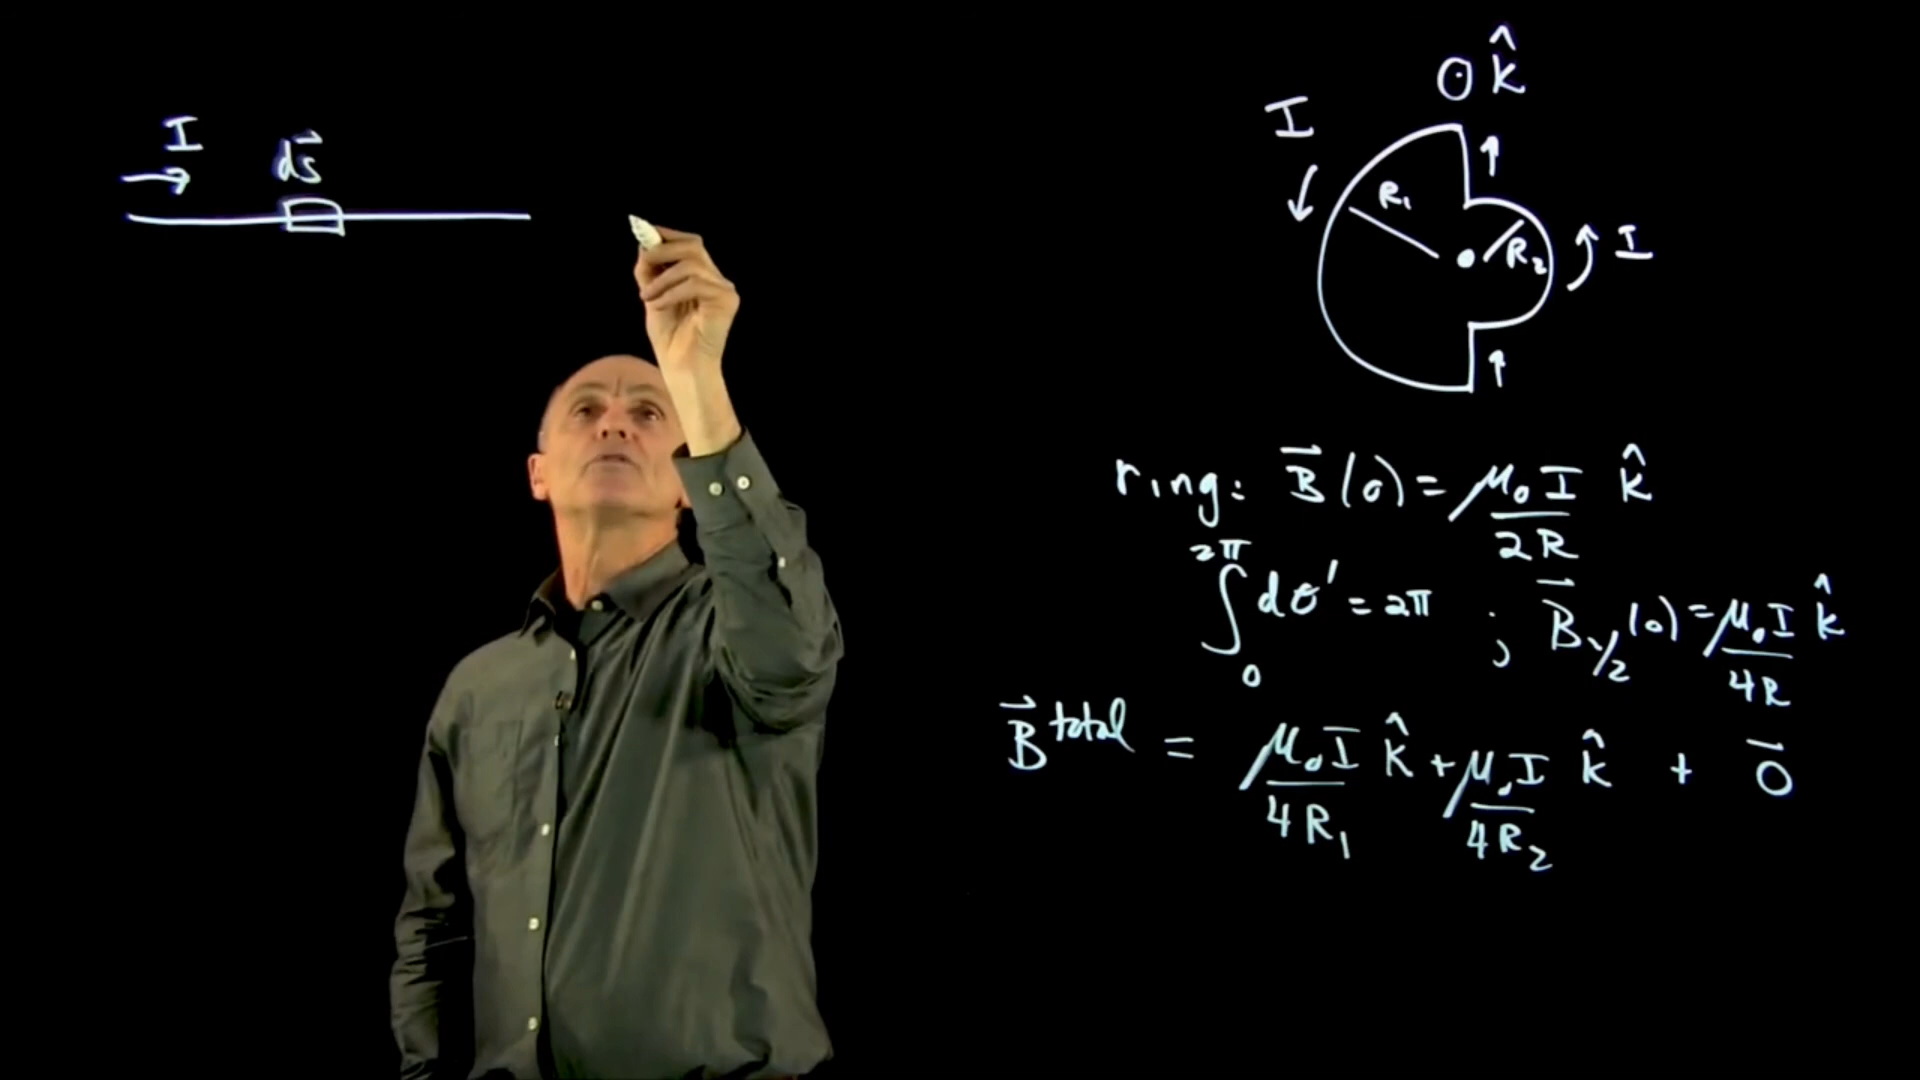 I
ds⃗
⊙ k̂
I
R₁
R₂
I
ring: B⃗(0) = μ₀I/2R k̂
∫₀^2π dθ' = 2π ; B⃗₁/₂(0) = μ₀I/4R k̂
B⃗^total = μ₀I/4R₁ k̂ + μ₀I/4R₂ k̂ + 0⃗